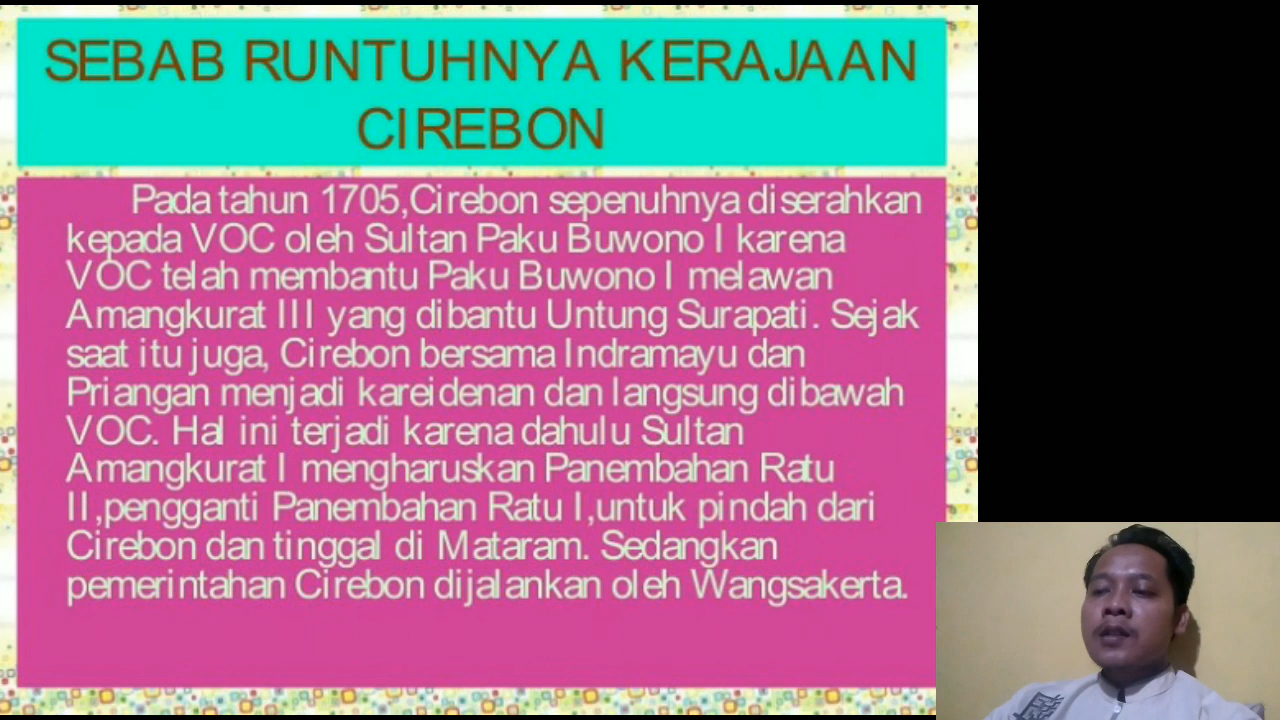 SEBAB RUNTUHNYA KERAJAAN
CIREBON
Pada tahun 1705,Cirebon sepenuhnya diserahkan
kepada VOC oleh Sultan Paku Buwono I karena
VOC telah membantu Paku Buwono I melawan
Amangkurat III yang dibantu Untung Surapati. Sejak
saat itu juga, Cirebon bersama Indramayu dan
Priangan menjadi kareidenan dan langsung dibawah
VOC. Hal ini terjadi karena dahulu Sultan
Amangkurat I mengharuskan Panembahan Ratu
II,pengganti Panembahan Ratu I,untuk pindah dari
Cirebon dan tinggal di Mataram. Sedangkan
pemerintahan Cirebon dijalankan oleh Wangsakerta.